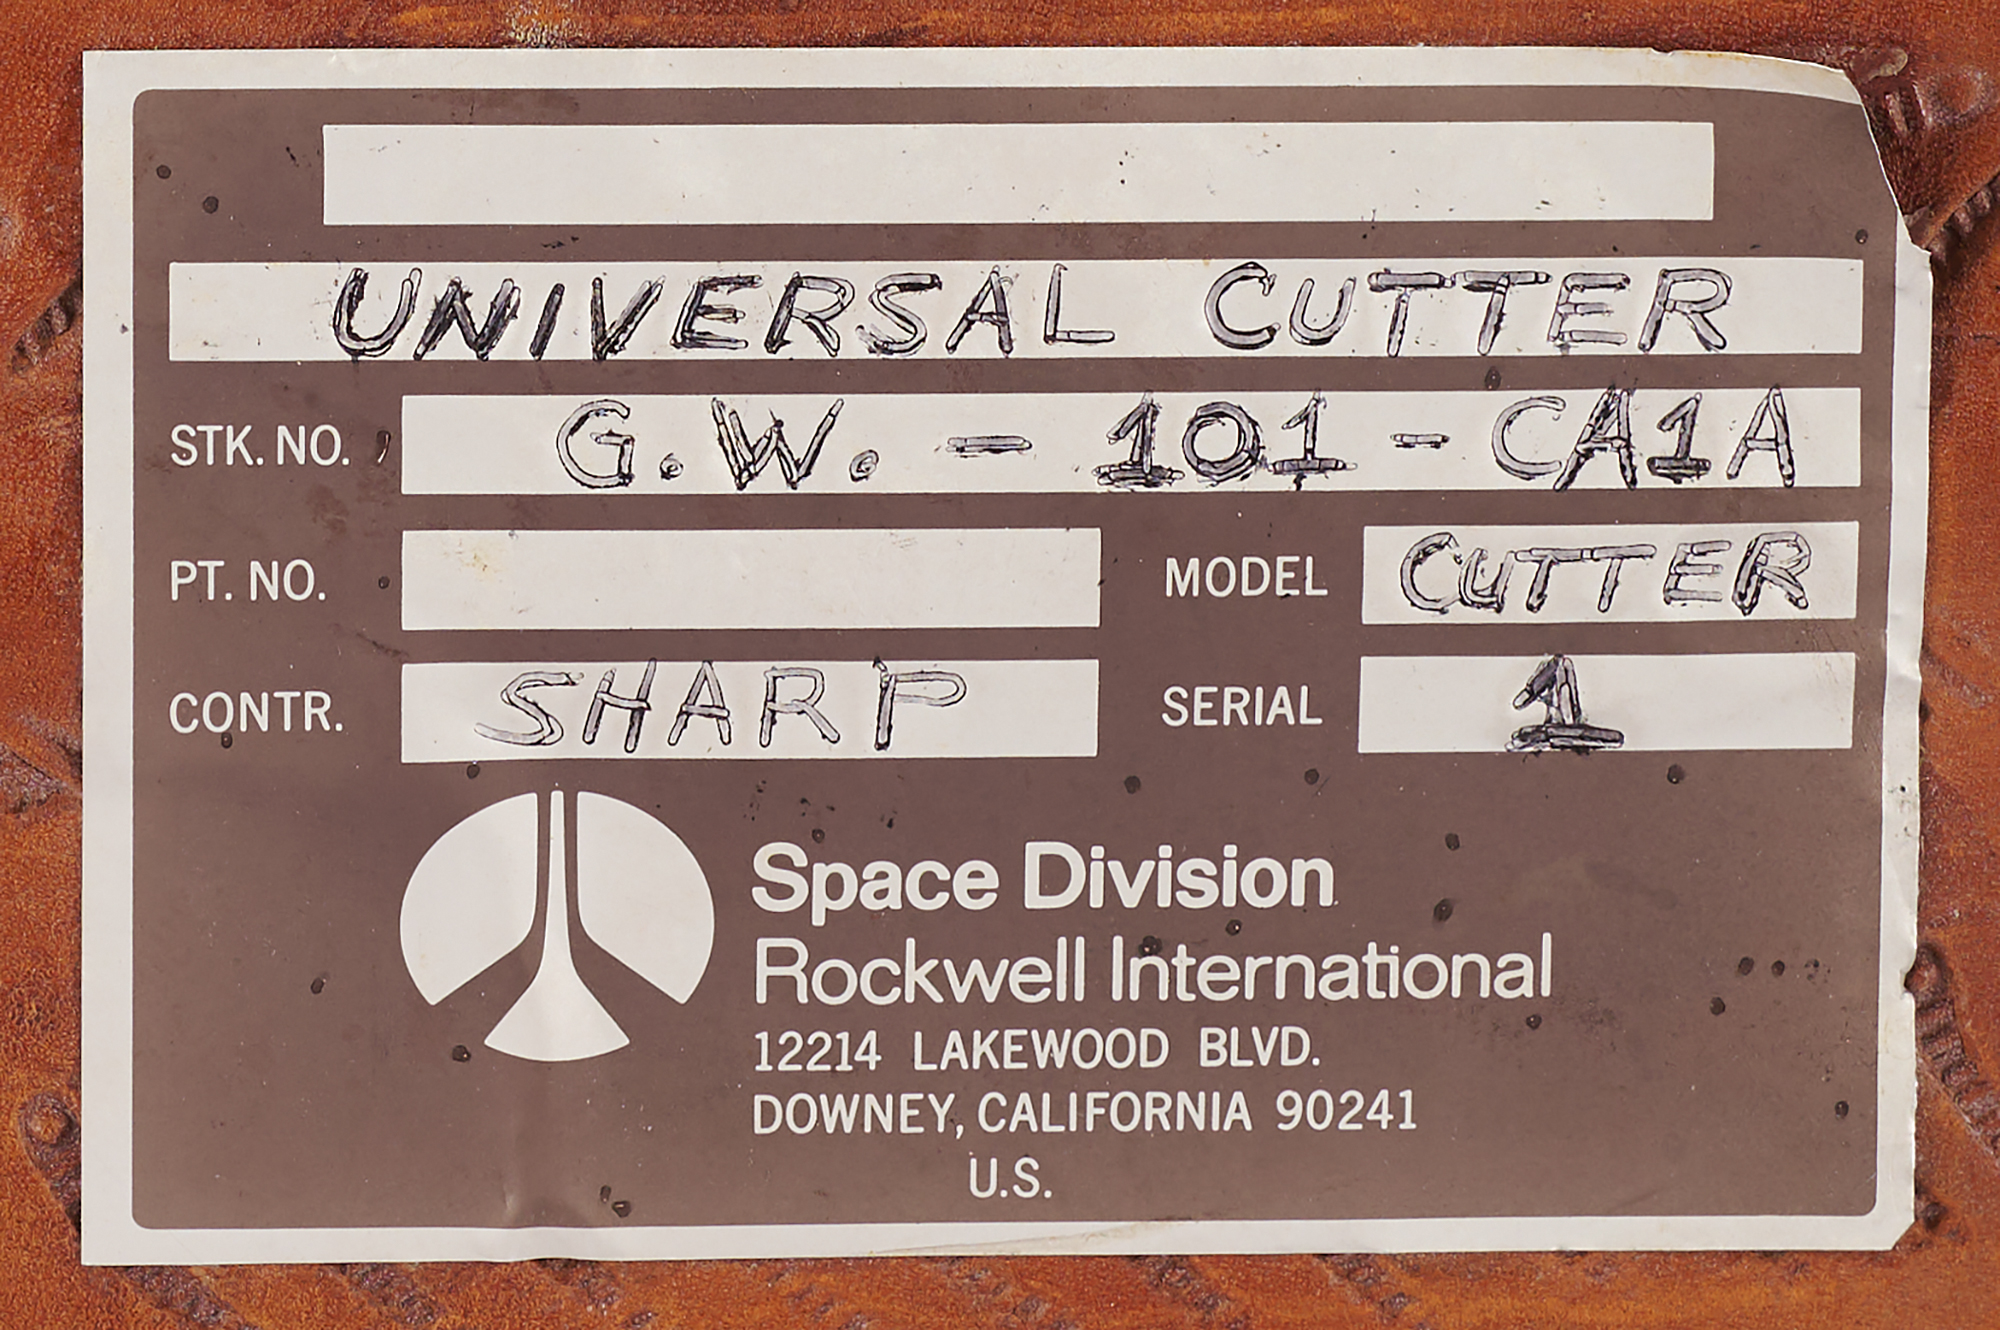 UNIVERSAL CUTTER
STK. NO. G.W. - 101 - CA1A
PT. NO. MODEL CUTTER
CONTR. SHARP SERIAL 1
Space Division
Rockwell International
12214 LAKEWOOD BLVD.
DOWNEY, CALIFORNIA 90241
U.S.